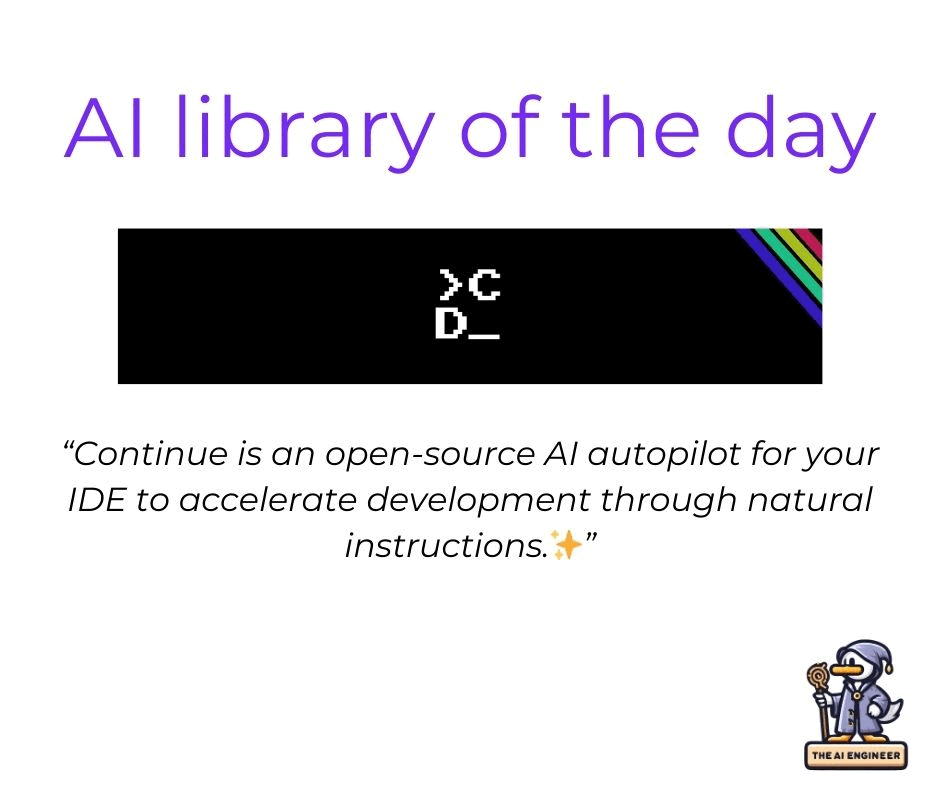 AI library of the day
>C
D_
“Continue is an open-source AI autopilot for your
IDE to accelerate development through natural
instructions.✨”
THE AI ENGINEER